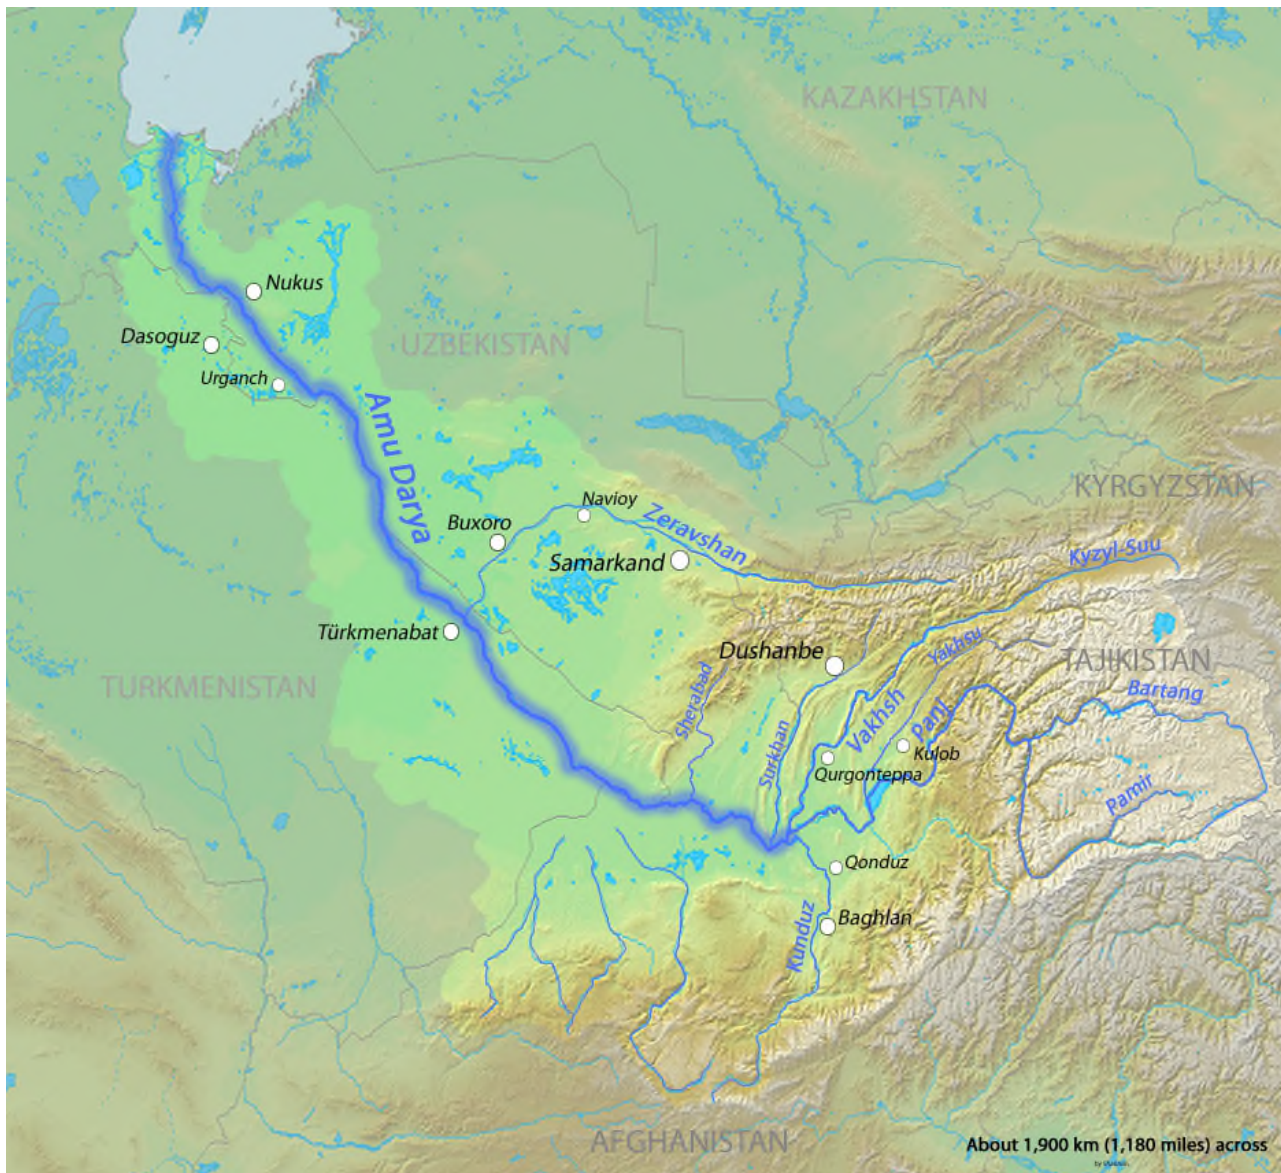 KAZAKHSTAN
Nukus
Dasoguz
UZBEKISTAN
Urganch
Amu Darya
KYRGYZSTAN
Navioy
Buxoro
Zeravshan
Samarkand
Kyzyl-Suu
Türkmenabat
Dushanbe
Yakhsu
TAJIKISTAN
TURKMENISTAN
Sherabad
Bartang
Vakhsh
Panj
Surkhan
Kulob
Qurgonteppa
Pamir
Qonduz
Kunduz
Baghlan
AFGHANISTAN
About 1,900 km (1,180 miles) across